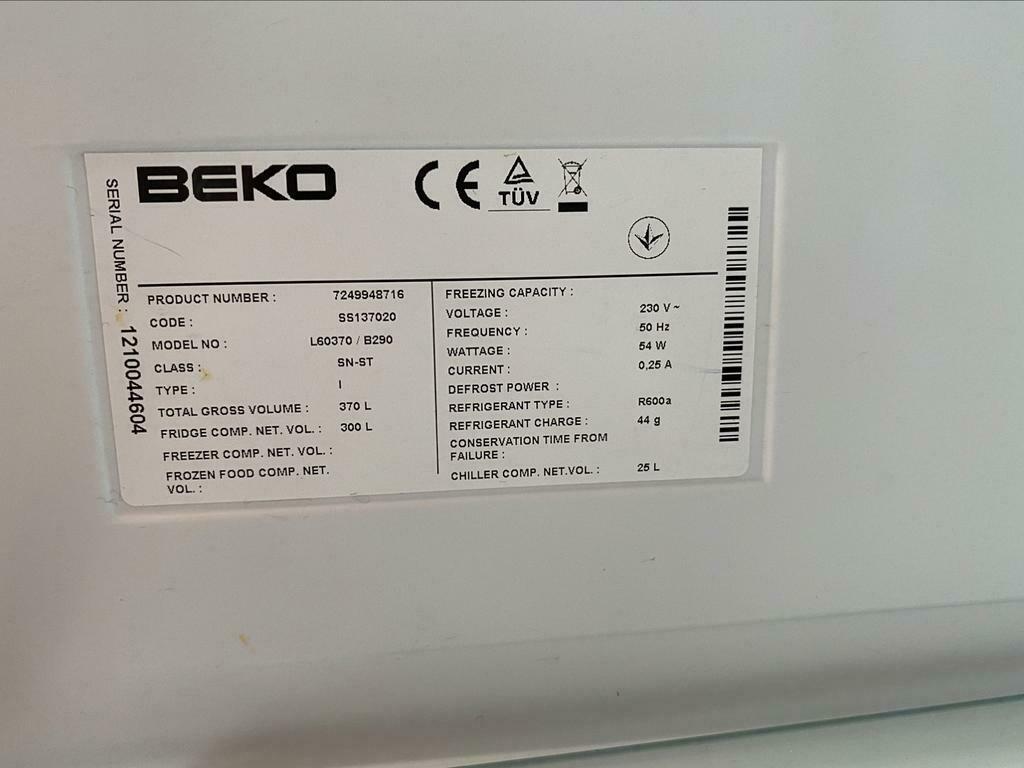 BEKO
CE
TÜV
SERIAL NUMBER : 1210044604
PRODUCT NUMBER : 7249948716
CODE : SS137020
MODEL NO : L60370 / B290
CLASS : SN-ST
TYPE : I
TOTAL GROSS VOLUME : 370 L
FRIDGE COMP. NET. VOL. : 300 L
FREEZER COMP. NET VOL. :
FROZEN FOOD COMP. NET.
VOL. :
FREEZING CAPACITY :
VOLTAGE : 230 V ~
FREQUENCY : 50 Hz
WATTAGE : 54 W
CURRENT : 0,25 A
DEFROST POWER :
REFRIGERANT TYPE : R600a
REFRIGERANT CHARGE : 44 g
CONSERVATION TIME FROM
FAILURE :
CHILLER COMP. NET.VOL. : 25 L